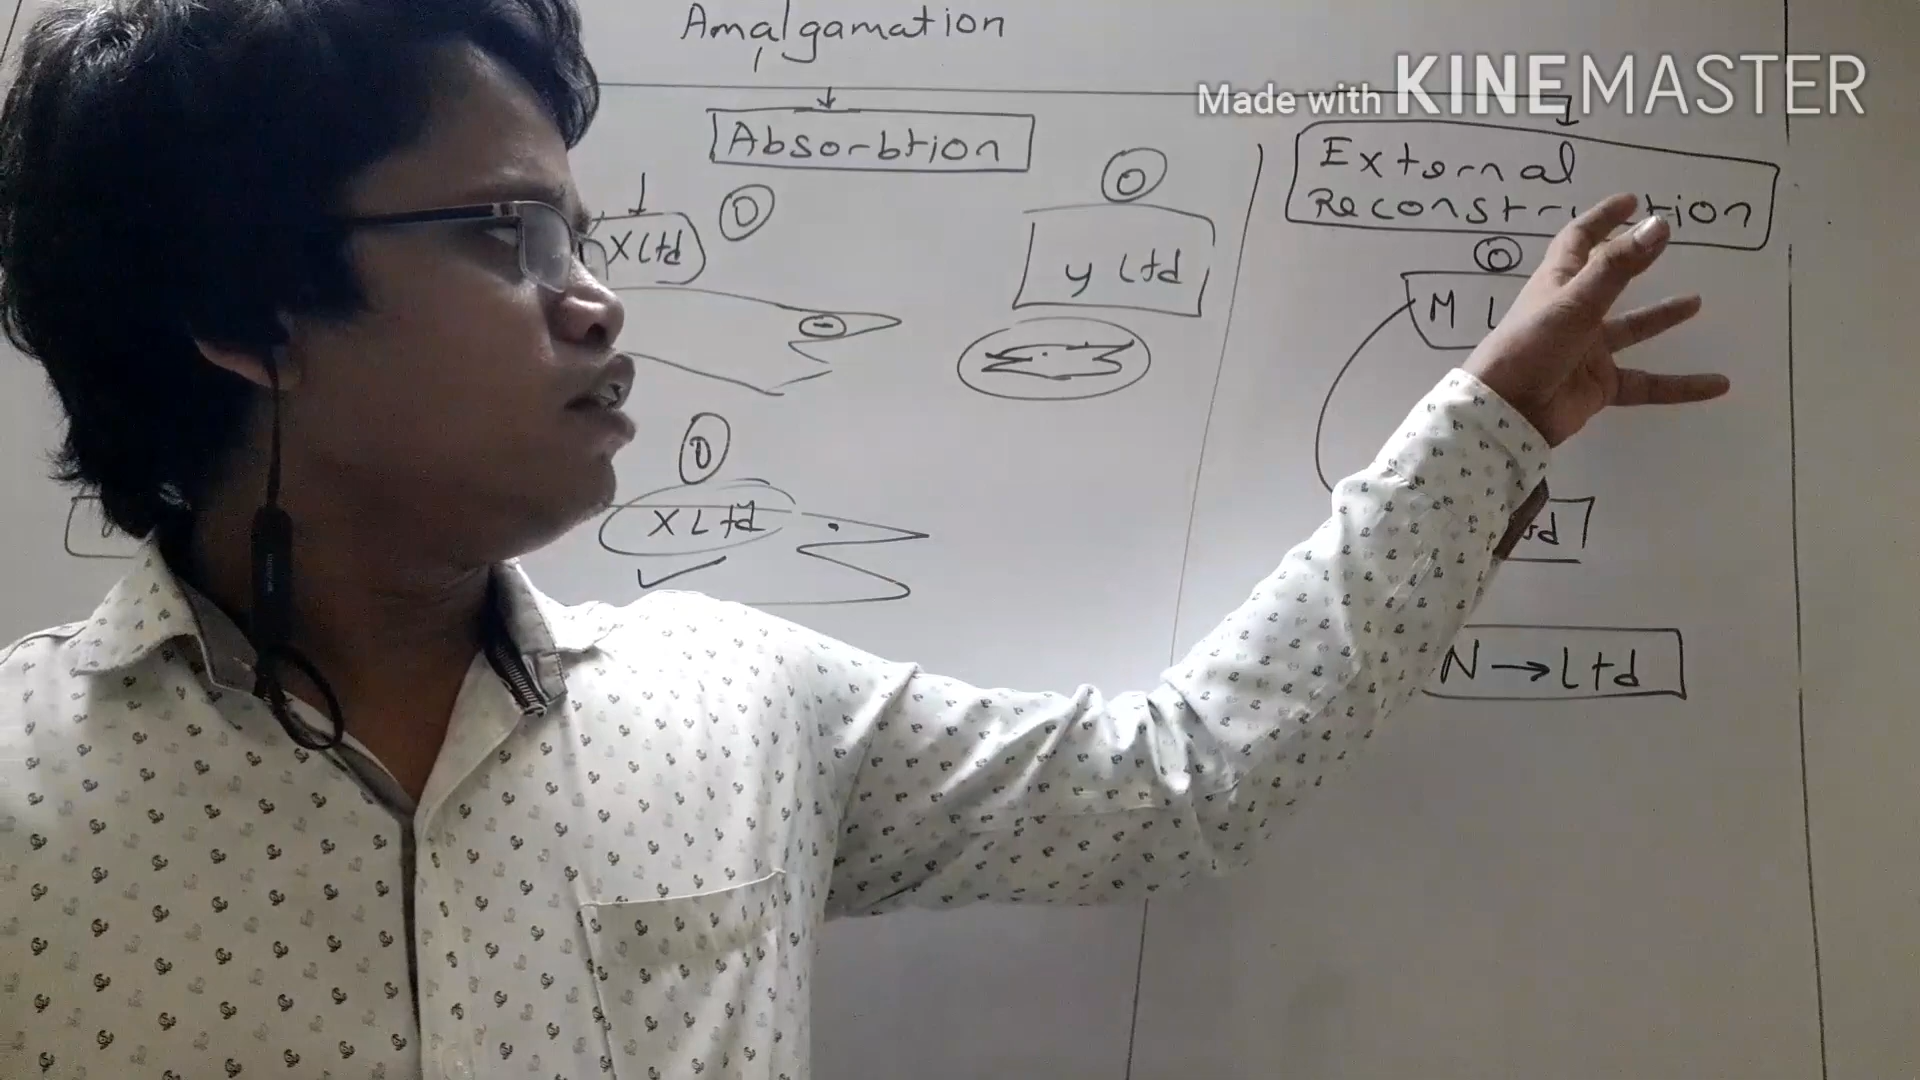 Amalgamation
Made with KINEMASTER
Absorbtion
External
Reconstruction
X Ltd
y Ltd
M L
X Ltd
N → Ltd